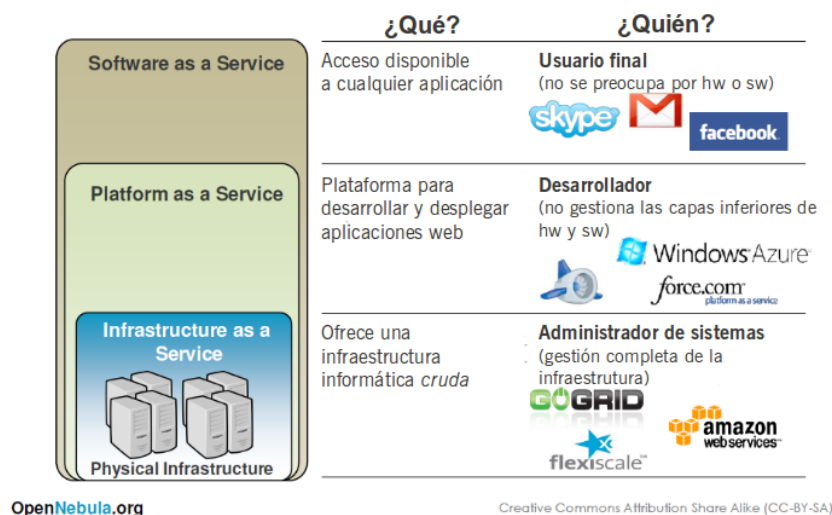 ¿Qué?
¿Quién?
Software as a Service
Acceso disponible
a cualquier aplicación
Usuario final
(no se preocupa por hw o sw)
skype
facebook
Platform as a Service
Plataforma para
desarrollar y desplegar
aplicaciones web
Desarrollador
(no gestiona las capas inferiores de
hw y sw)
Windows Azure
force.com
platform as a service
Infrastructure as a
Service
Physical Infrastructure
Ofrece una
infraestructura
informática cruda
Administrador de sistemas
(gestión completa de la
infraestrutura)
GOGRID
amazon
webservices
flexiscale
OpenNebula.org
Creative Commons Attribution Share Alike (CC-BY-SA)